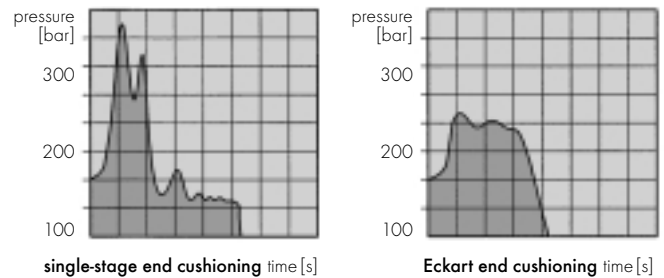 pressure
[bar]
300
200
100
single-stage end cushioning time [s]
pressure
[bar]
300
200
100
Eckart end cushioning time [s]